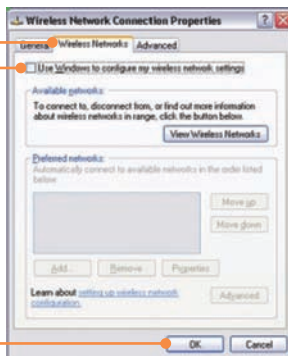 Wireless Network Connection Properties
General Wireless Networks Advanced
Use Windows to configure my wireless network settings
Available networks:
To connect to, disconnect from, or find out more information
about wireless networks in range, click the button below.
View Wireless Networks
Preferred networks:
Automatically connect to available networks in the order listed
below:
Move up
Move down
Add... Remove Properties
Learn about setting up wireless network
configuration.
Advanced
OK Cancel